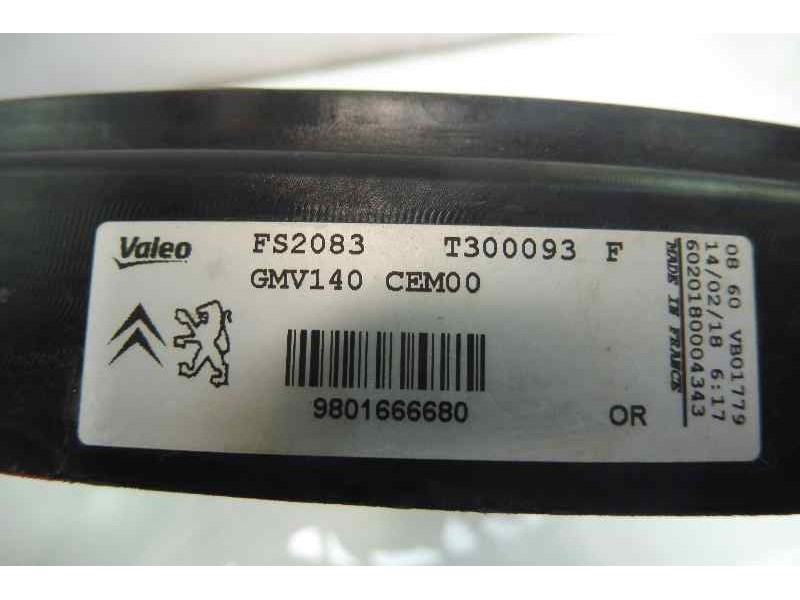 Valeo FS2083 T300093 F
GMV140 CEM00
9801666680 OR
08 60 VB01779
14/02/18 6:17
6020180004343
MADE IN FRANCE